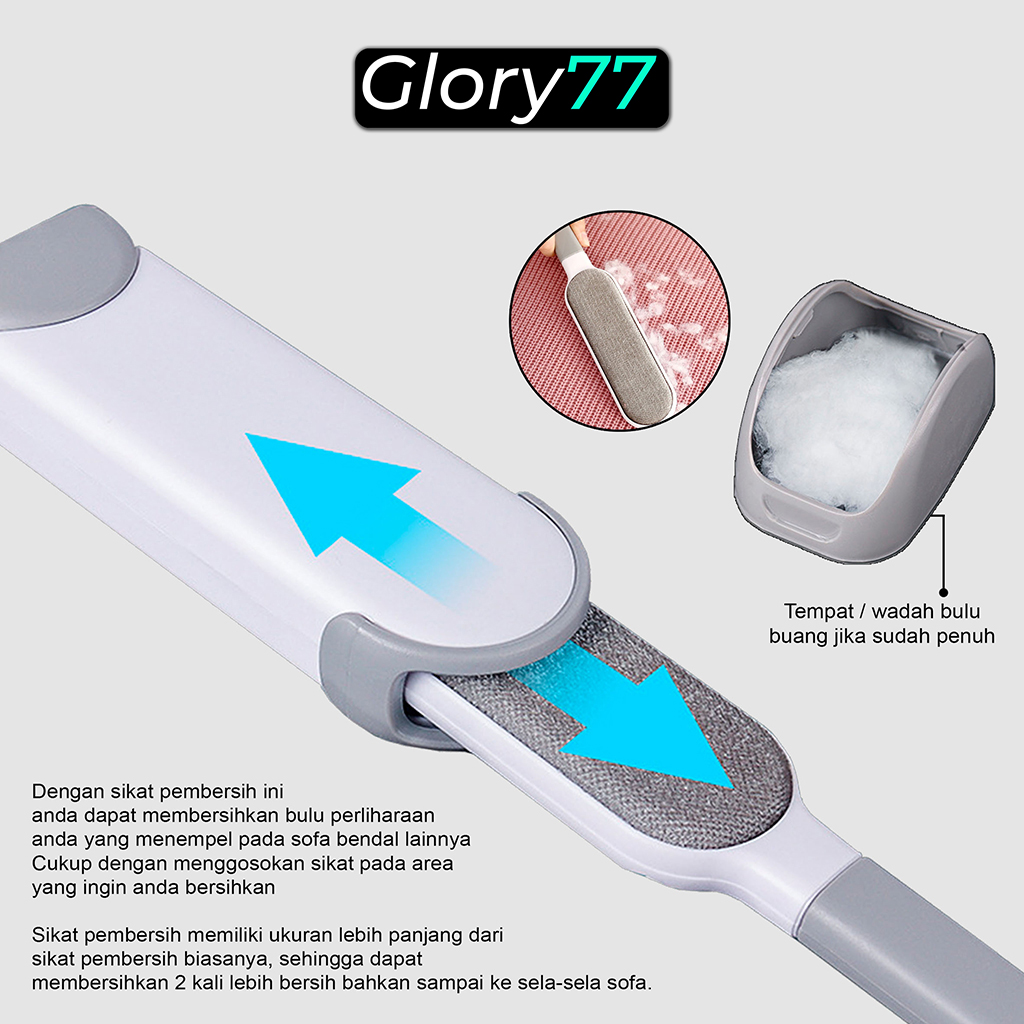 Glory77
Tempat / wadah bulu
buang jika sudah penuh
Dengan sikat pembersih ini
anda dapat membersihkan bulu perliharaan
anda yang menempel pada sofa bendal lainnya
Cukup dengan menggosokan sikat pada area
yang ingin anda bersihkan
Sikat pembersih memiliki ukuran lebih panjang dari
sikat pembersih biasanya, sehingga dapat
membersihkan 2 kali lebih bersih bahkan sampai ke sela-sela sofa.